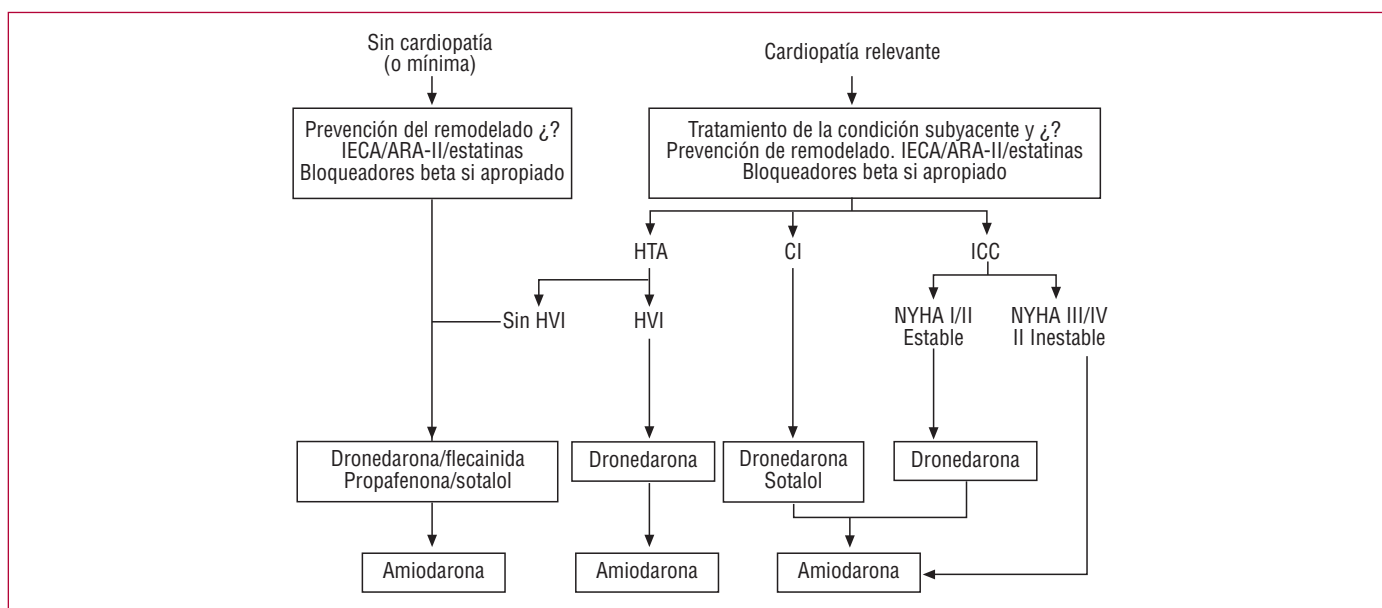 Sin cardiopatía
(o mínima)
Cardiopatía relevante
Prevención del remodelado ¿?
IECA/ARA-II/estatinas
Bloqueadores beta si apropiado
Tratamiento de la condición subyacente y ¿?
Prevención de remodelado. IECA/ARA-II/estatinas
Bloqueadores beta si apropiado
HTA
CI
ICC
Sin HVI
HVI
NYHA I/II
Estable
NYHA III/IV
II Inestable
Dronedarona/flecainida
Propafenona/sotalol
Dronedarona
Dronedarona
Sotalol
Dronedarona
Amiodarona
Amiodarona
Amiodarona